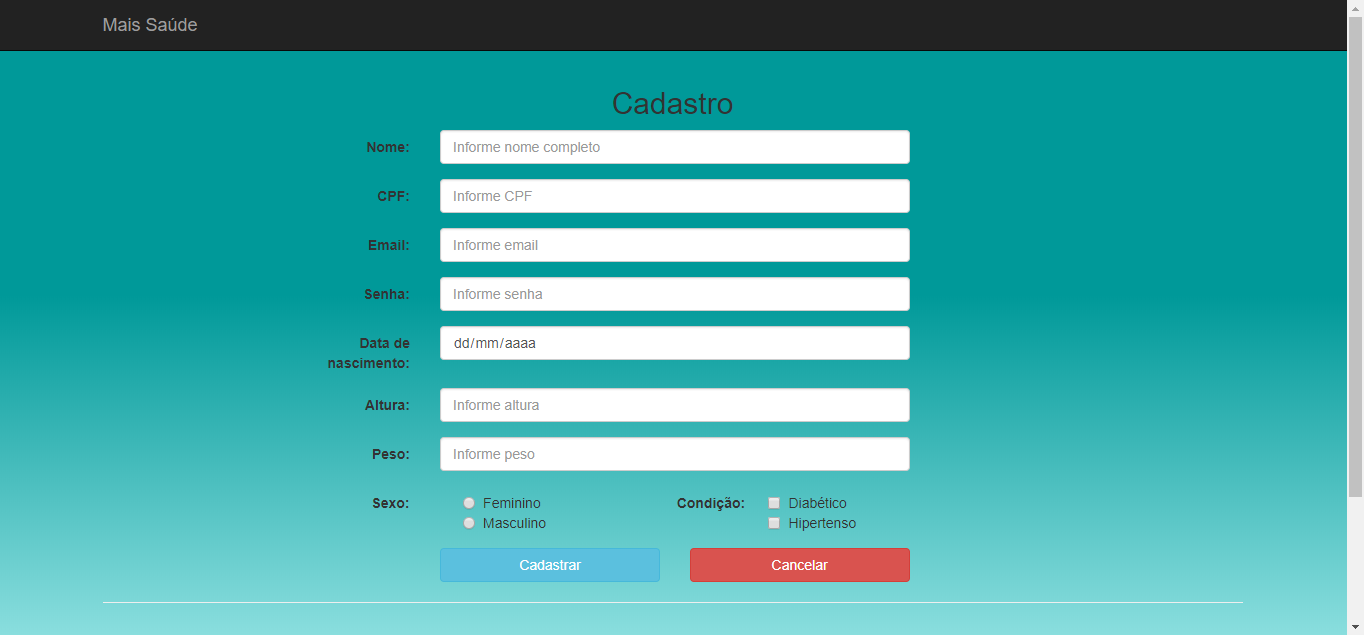 Mais Saúde
Cadastro
Nome: Informe nome completo
CPF: Informe CPF
Email: Informe email
Senha: Informe senha
Data de dd/mm/aaaa
nascimento:
Altura: Informe altura
Peso: Informe peso
Sexo: Feminino Condição: Diabético
Masculino Hipertenso
Cadastrar Cancelar